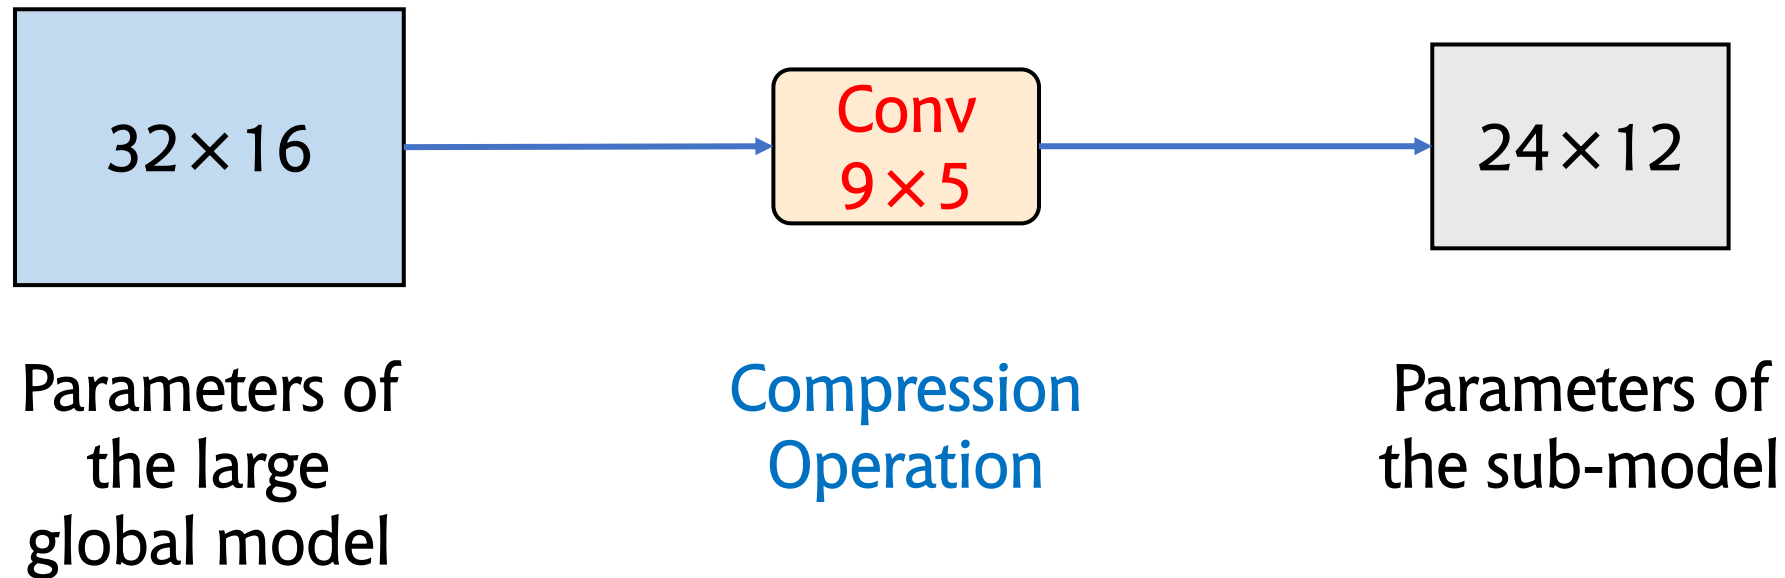 32×16
Conv
9×5
24×12
Parameters of
the large
global model
Compression
Operation
Parameters of
the sub-model